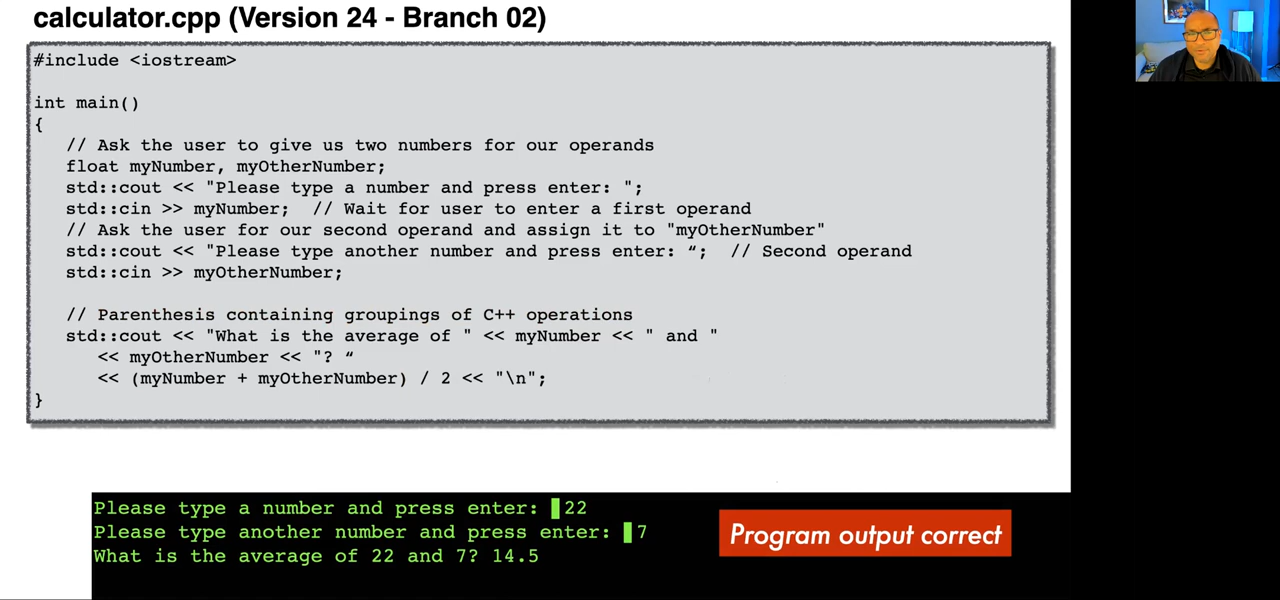 calculator.cpp (Version 24 - Branch 02)
#include <iostream>
int main()
{
// Ask the user to give us two numbers for our operands
float myNumber, myOtherNumber;
std::cout << "Please type a number and press enter: ";
std::cin >> myNumber;  // Wait for user to enter a first operand
// Ask the user for our second operand and assign it to "myOtherNumber"
std::cout << "Please type another number and press enter: “;  // Second operand
std::cin >> myOtherNumber;
// Parenthesis containing groupings of C++ operations
std::cout << "What is the average of " << myNumber << " and "
<< myOtherNumber << "? “
<< (myNumber + myOtherNumber) / 2 << "\n";
}
Please type a number and press enter: 22
Please type another number and press enter: 7
What is the average of 22 and 7? 14.5
Program output correct